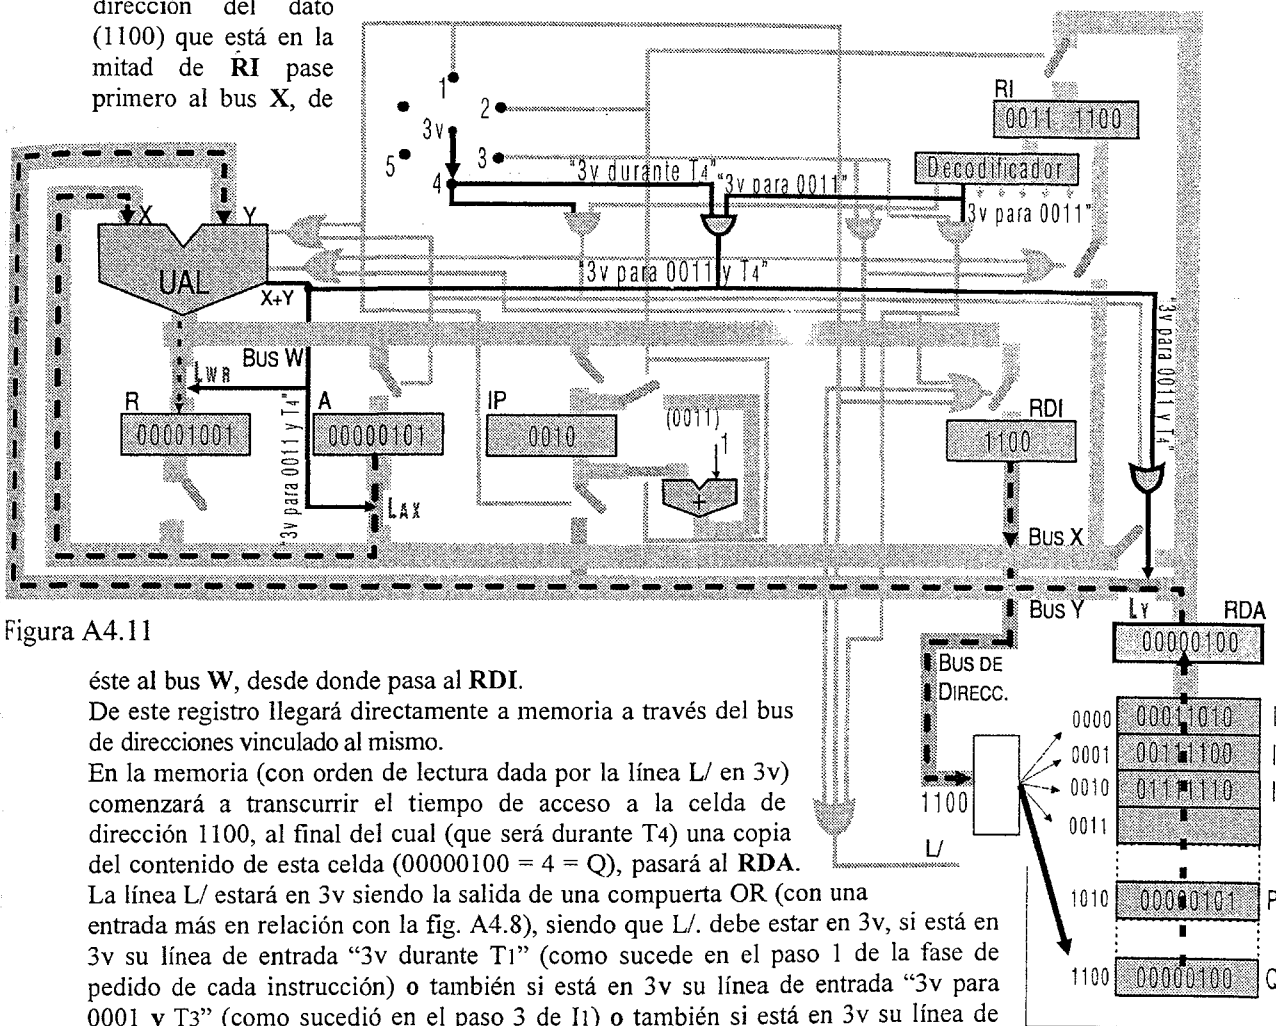 dirección del dato
(1100) que está en la
mitad de RI pase
primero al bus X, de
1
2
3v
3
5
4
"3v durante T4"
"3v para 0011"
RI
0011 1100
Decodificador
"3v para 0011"
X
Y
UAL
X+Y
"3v para 0011 y T4"
"3v para 0011 y T4"
BUS W
LWR
R
00001001
"3v para 0011 y T4"
A
00000101
LAX
IP
0010
(0011)
1
+
RDI
1100
BUS X
BUS Y
LY
RDA
00000100
Figura A4.11
BUS DE
DIRECC.
1100
L/
0000 00011010
0001 00111100
0010 01111110
0011
1010 00000101 P
1100 00000100 Q
éste al bus W, desde donde pasa al RDI.
De este registro llegará directamente a memoria a través del bus
de direcciones vinculado al mismo.
En la memoria (con orden de lectura dada por la línea L/ en 3v)
comenzará a transcurrir el tiempo de acceso a la celda de
dirección 1100, al final del cual (que será durante T4) una copia
del contenido de esta celda (00000100 = 4 = Q), pasará al RDA.
La línea L/ estará en 3v siendo la salida de una compuerta OR (con una
entrada más en relación con la fig. A4.8), siendo que L/. debe estar en 3v, si está en
3v su línea de entrada "3v durante T1" (como sucede en el paso 1 de la fase de
pedido de cada instrucción) o también si está en 3v su línea de entrada "3v para
0001 y T3" (como sucedió en el paso 3 de I1) o también si está en 3v su línea de